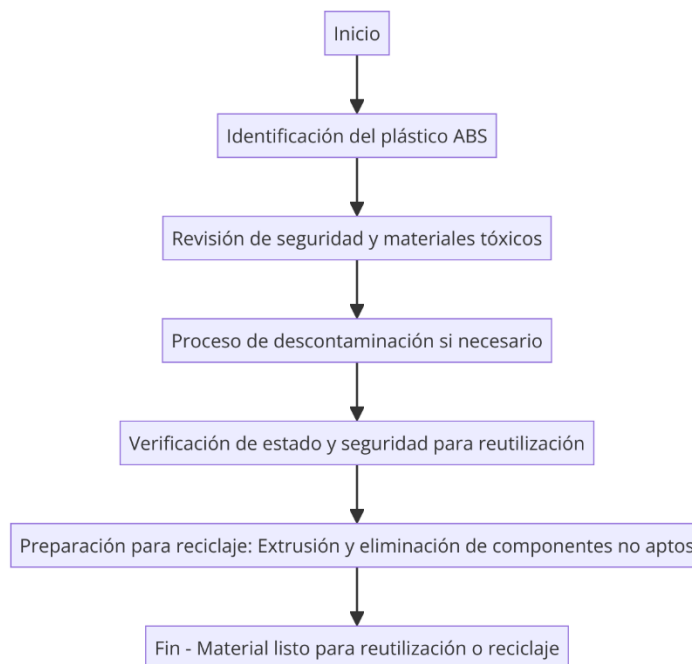 Inicio
Identificación del plástico ABS
Revisión de seguridad y materiales tóxicos
Proceso de descontaminación si necesario
Verificación de estado y seguridad para reutilización
Preparación para reciclaje: Extrusión y eliminación de componentes no aptos
Fin - Material listo para reutilización o reciclaje